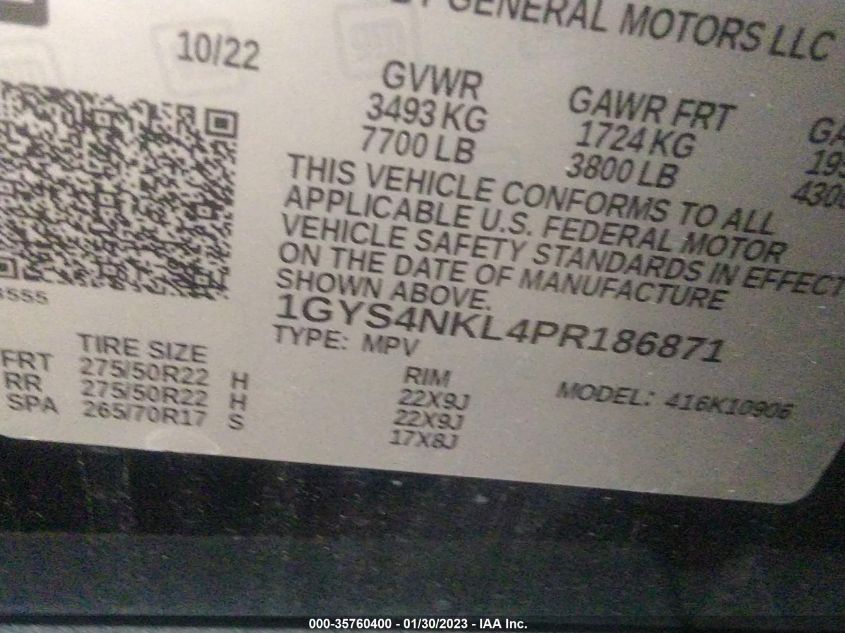 GENERAL MOTORS LLC
10/22
GVWR
3493 KG
7700 LB
GAWR FRT
1724 KG
3800 LB
THIS VEHICLE CONFORMS TO ALL
APPLICABLE U.S. FEDERAL MOTOR
VEHICLE SAFETY STANDARDS IN EFFECT
ON THE DATE OF MANUFACTURE
SHOWN ABOVE.
1GYS4NKL4PR186871
TYPE: MPV
MODEL: 416K10906
TIRE SIZE
RIM
FRT 275/50R22 H 22X9J
RR 275/50R22 H 22X9J
SPA 265/70R17 S 17X8J
000-35760400 - 01/30/2023 - IAA Inc.